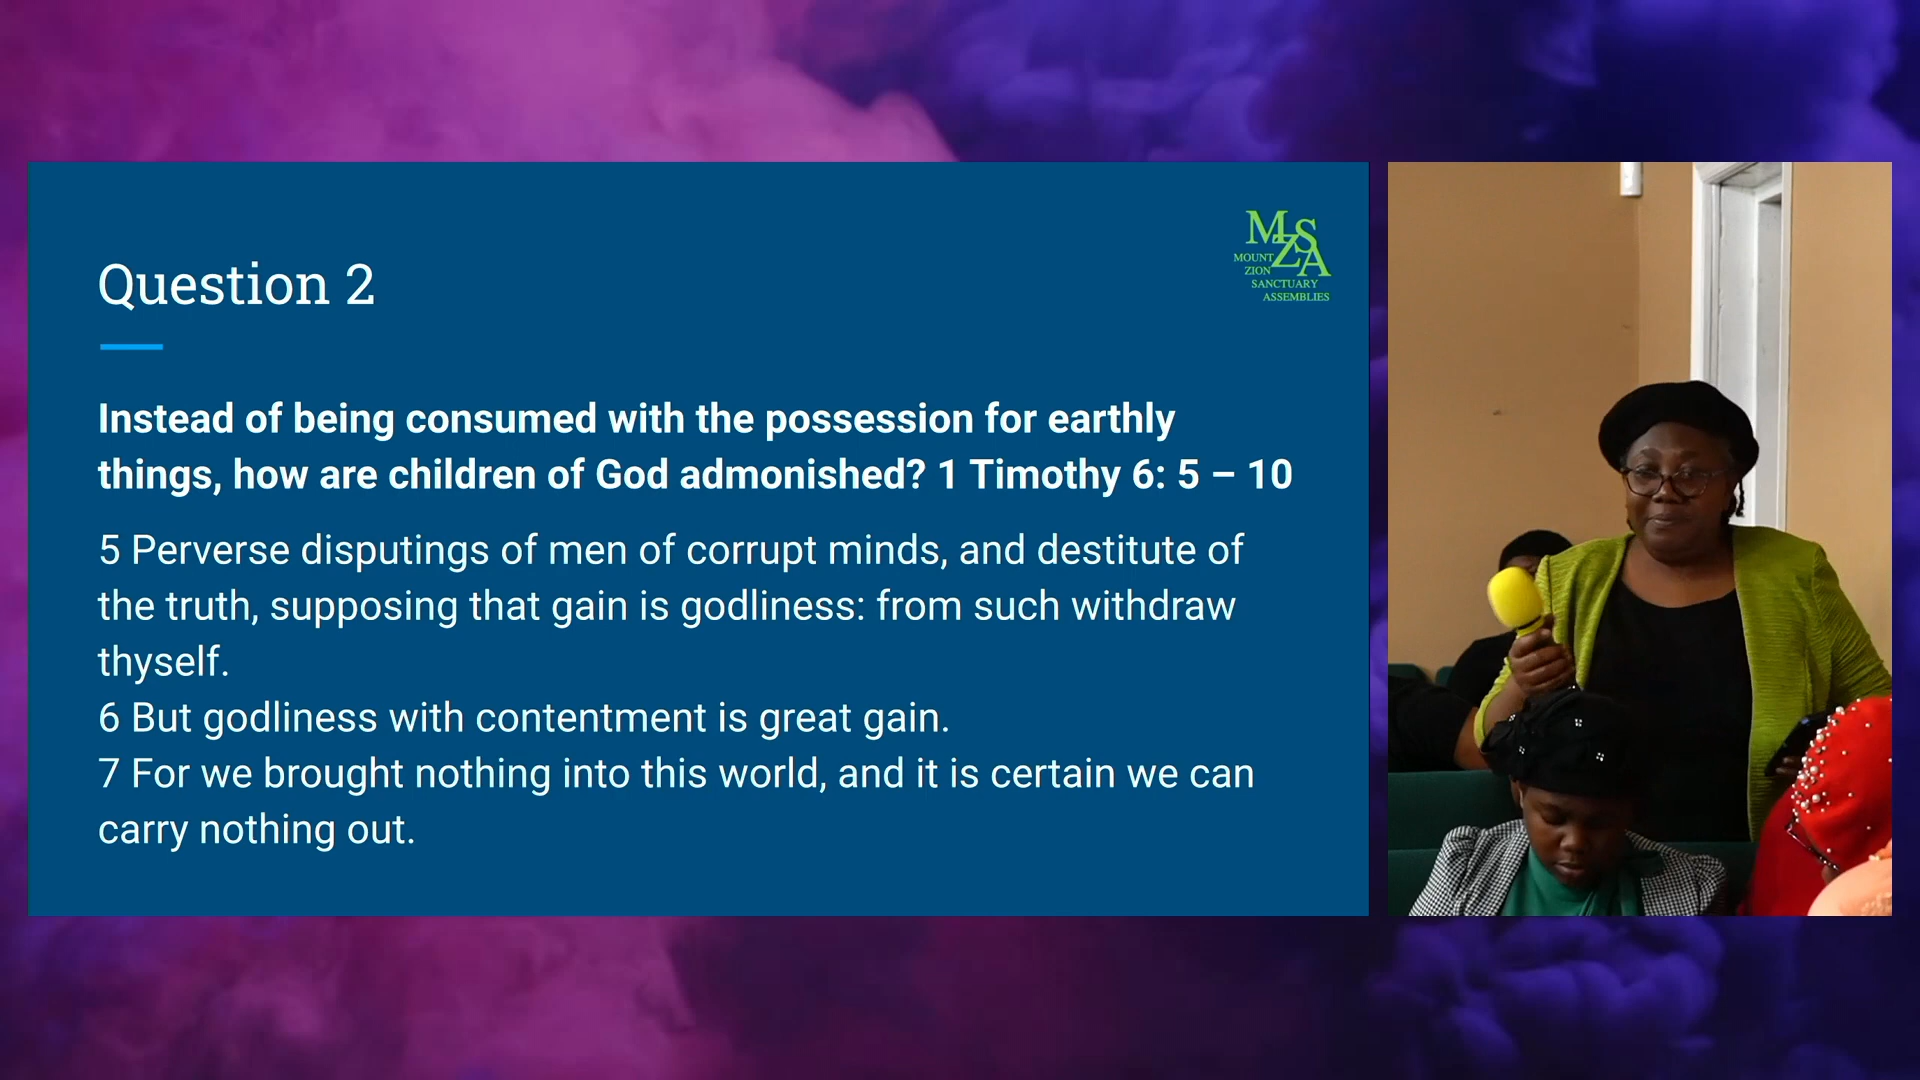 Question 2
MSZA
MOUNT
ZION
SANCTUARY
ASSEMBLIES
Instead of being consumed with the possession for earthly
things, how are children of God admonished? 1 Timothy 6: 5 – 10
5 Perverse disputings of men of corrupt minds, and destitute of
the truth, supposing that gain is godliness: from such withdraw
thyself.
6 But godliness with contentment is great gain.
7 For we brought nothing into this world, and it is certain we can
carry nothing out.